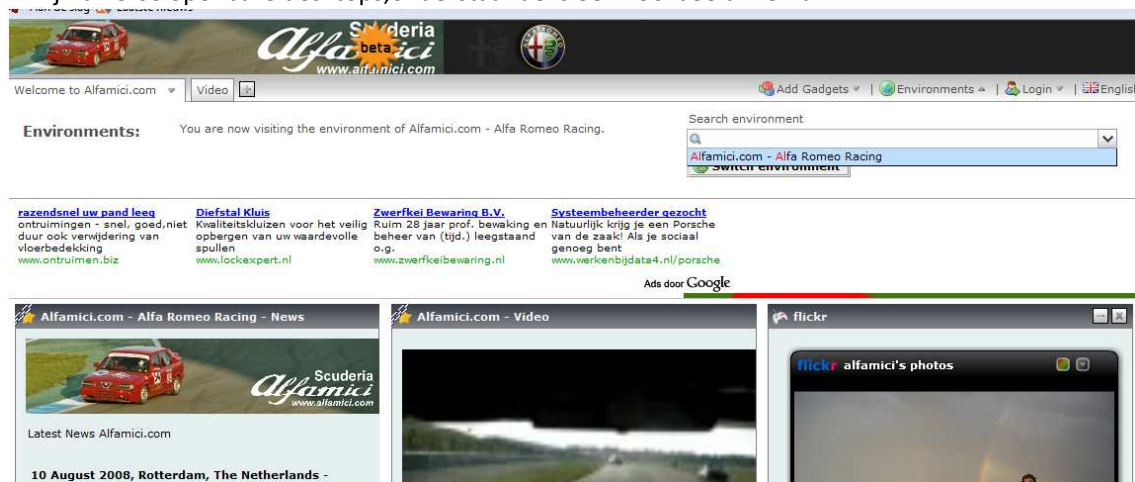 Scuderia
Alfamici
beta
www.alfamici.com
Welcome to Alfamici.com
Video
Add Gadgets | Environments | Login | English
Environments:
You are now visiting the environment of Alfamici.com - Alfa Romeo Racing.
Search environment
Alfamici.com - Alfa Romeo Racing
Switch environment
razendsnel uw pand leeg
ontruimingen - snel, goed,niet
duur ook verwijdering van
vloerbedekking
www.ontruimen.biz
Diefstal Kluis
Kwaliteitskluizen voor het veilig
opbergen van uw waardevolle
spullen
www.lockexpert.nl
Zwerfkei Bewaring B.V.
Ruim 28 jaar prof. bewaking en
beheer van (tijd.) leegstaand
o.g.
www.zwerfkeibewaring.nl
Systeembeheerder gezocht
Natuurlijk krijg je een Porsche
van de zaak! Als je sociaal
genoeg bent
www.werkenbijdata4.nl/porsche
Ads door Google
Alfamici.com - Alfa Romeo Racing - News
Scuderia
Alfamici
www.alfamici.com
Latest News Alfamici.com
10 August 2008, Rotterdam, The Netherlands -
Alfamici.com - Video
flickr
flickr alfamici's photos